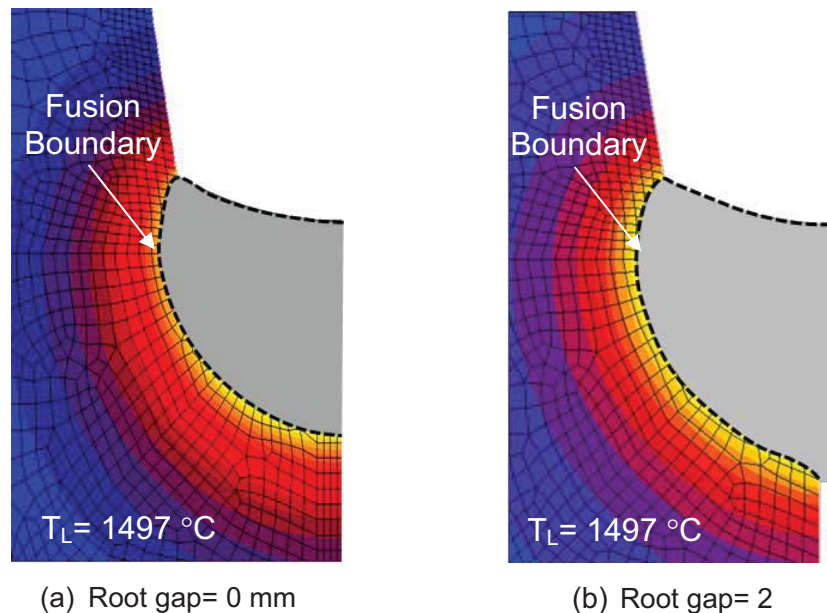 Fusion
Boundary
T_L= 1497 °C
(a) Root gap= 0 mm
Fusion
Boundary
T_L= 1497 °C
(b) Root gap= 2